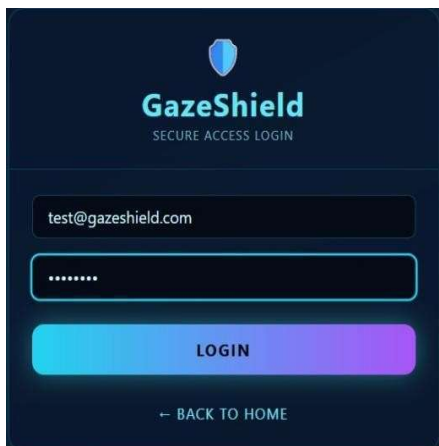 GazeShield
SECURE ACCESS LOGIN
test@gazeshield.com
••••••••
LOGIN
← BACK TO HOME